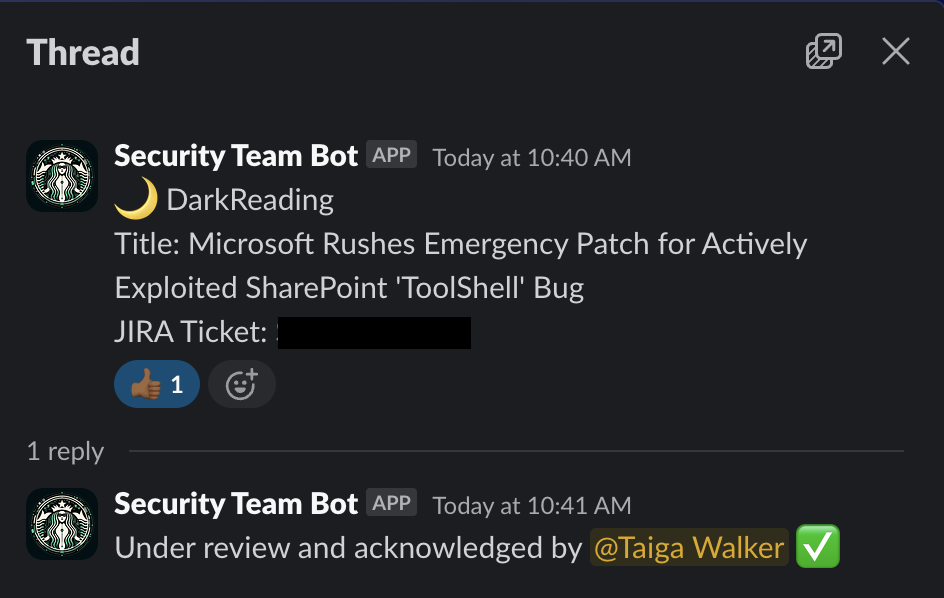 Thread
Security Team Bot APP Today at 10:40 AM
DarkReading
Title: Microsoft Rushes Emergency Patch for Actively
Exploited SharePoint 'ToolShell' Bug
JIRA Ticket:
1
1 reply
Security Team Bot APP Today at 10:41 AM
Under review and acknowledged by @Taiga Walker